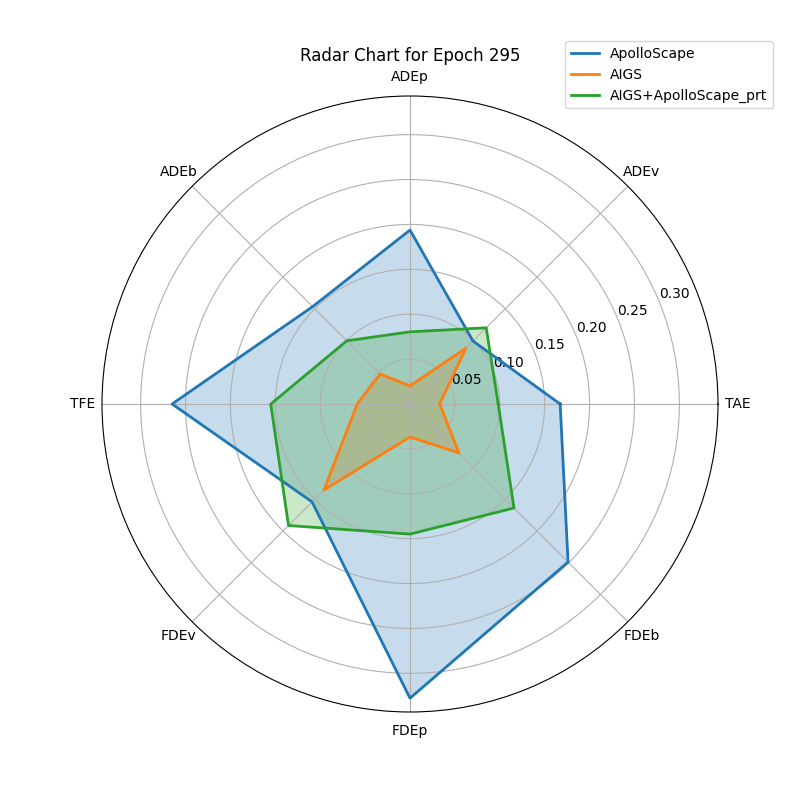 Radar Chart for Epoch 295
ApolloScape
AIGS
AIGS+ApolloScape_prt
ADEp
ADEb
ADEv
0.30
0.25
0.20
0.15
0.10
0.05
TFE
TAE
FDEv
FDEb
FDEp